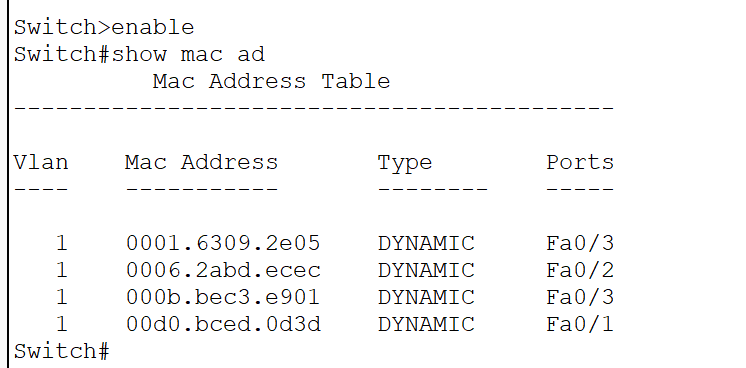 Switch>enable
Switch#show mac ad
          Mac Address Table
-------------------------------------------

Vlan    Mac Address       Type        Ports
----    -----------       --------    -----

   1    0001.6309.2e05    DYNAMIC     Fa0/3
   1    0006.2abd.ecec    DYNAMIC     Fa0/2
   1    000b.bec3.e901    DYNAMIC     Fa0/3
   1    00d0.bced.0d3d    DYNAMIC     Fa0/1
Switch#